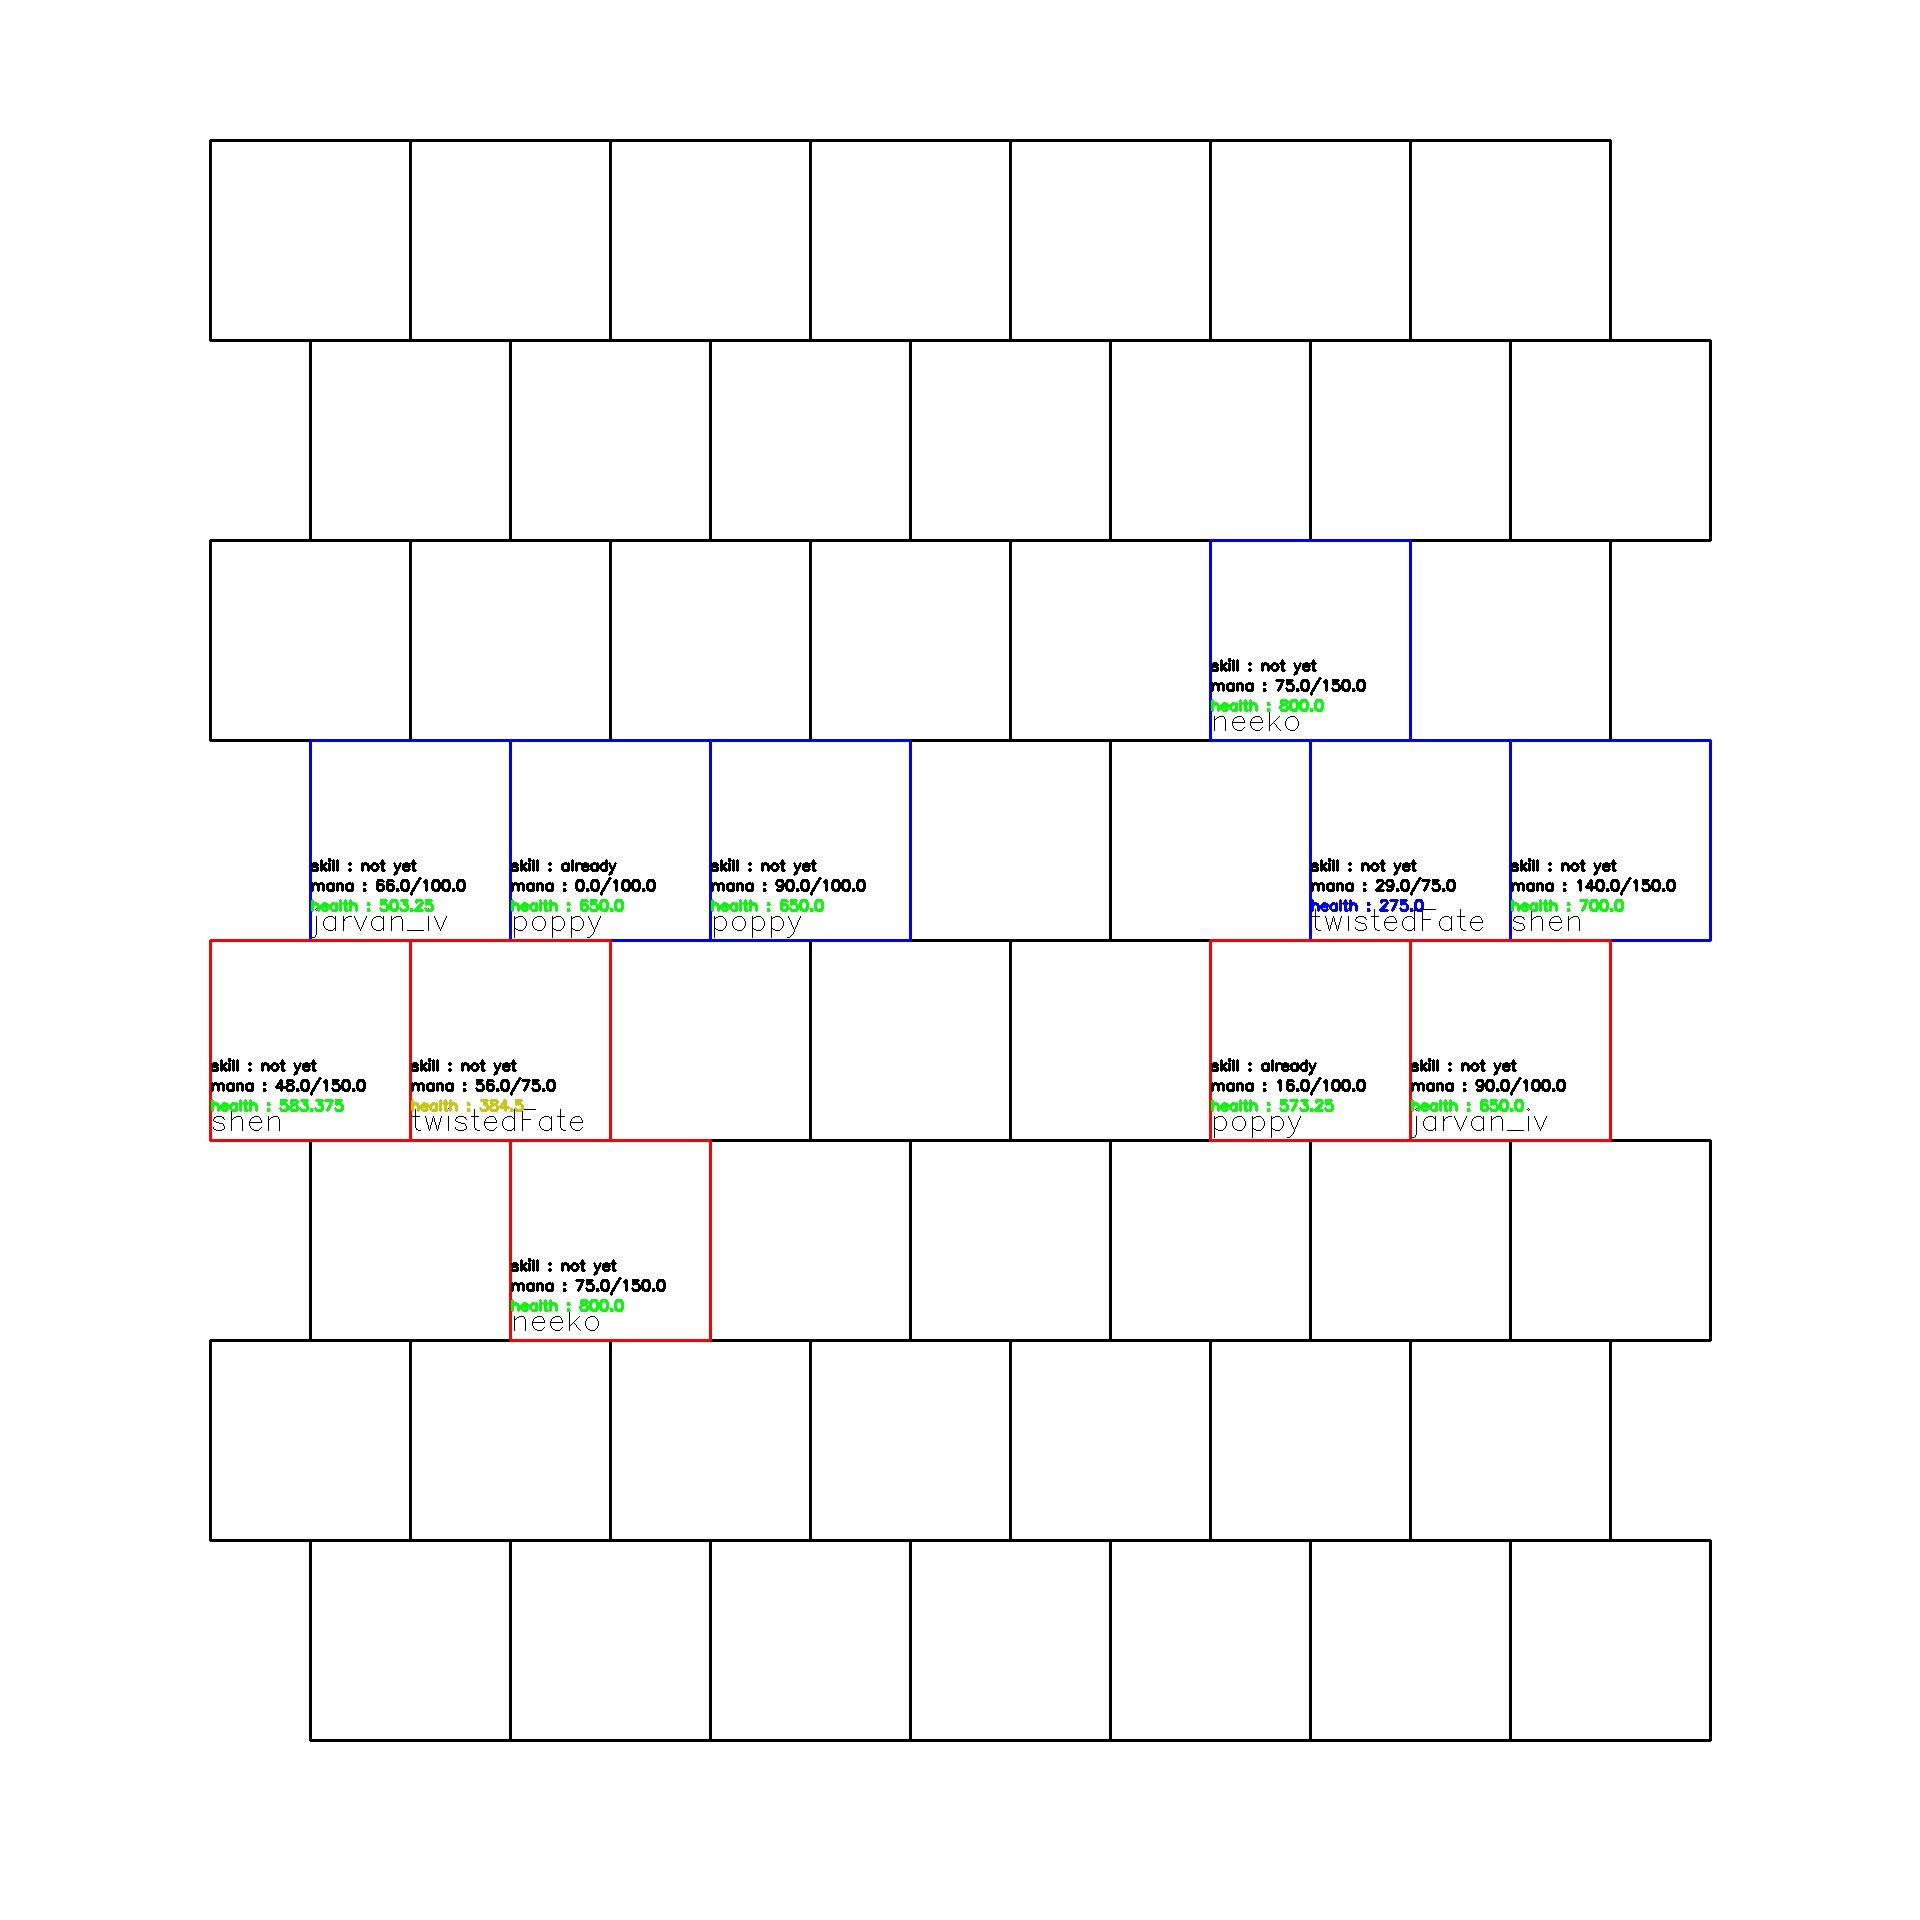 skill : not yet
mana : 75.0/150.0
health : 800.0
neeko
skill : not yet
mana : 66.0/100.0
health : 503.25
jarvan_iv
skill : already
mana : 0.0/100.0
health : 650.0
poppy
skill : not yet
mana : 90.0/100.0
health : 650.0
poppy
skill : not yet
mana : 29.0/75.0
health : 275.0
twistedFate
skill : not yet
mana : 140.0/150.0
health : 700.0
shen
skill : not yet
mana : 48.0/150.0
health : 583.375
shen
skill : not yet
mana : 56.0/75.0
health : 384.5
twistedFate
skill : already
mana : 16.0/100.0
health : 573.25
poppy
skill : not yet
mana : 90.0/100.0
health : 650.0
jarvan_iv
skill : not yet
mana : 75.0/150.0
health : 800.0
neeko